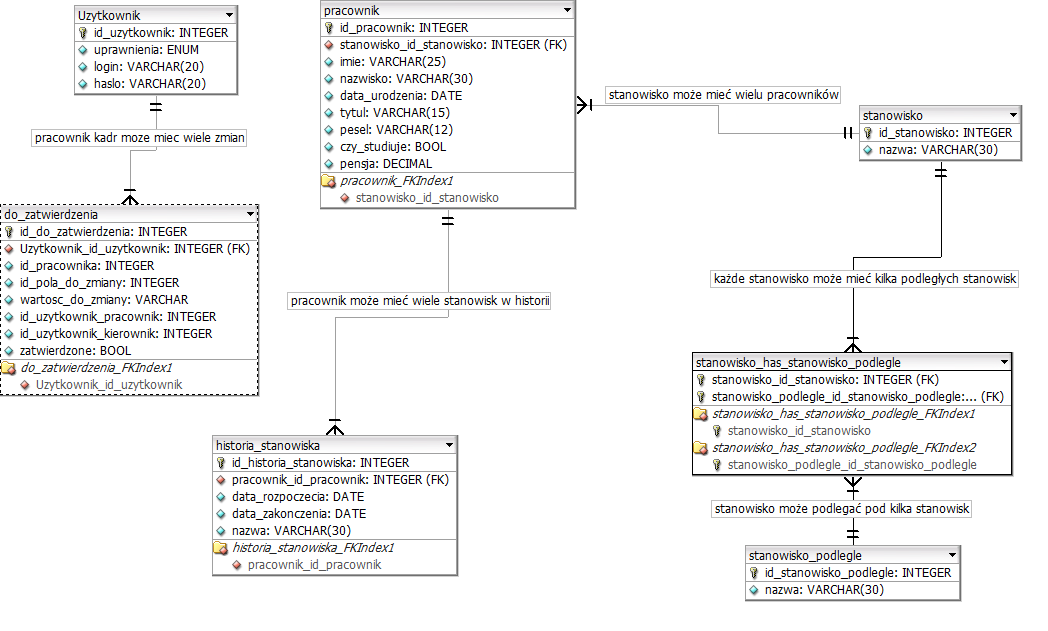 Uzytkownik
id_uzytkownik: INTEGER
uprawnienia: ENUM
login: VARCHAR(20)
haslo: VARCHAR(20)
pracownik kadr moze miec wiele zmian
do_zatwierdzenia
id_do_zatwierdzenia: INTEGER
Uzytkownik_id_uzytkownik: INTEGER (FK)
id_pracownika: INTEGER
id_pola_do_zmiany: INTEGER
wartosc_do_zmiany: VARCHAR
id_uzytkownik_pracownik: INTEGER
id_uzytkownik_kierownik: INTEGER
zatwierdzone: BOOL
do_zatwierdzenia_FKIndex1
Uzytkownik_id_uzytkownik
pracownik
id_pracownik: INTEGER
stanowisko_id_stanowisko: INTEGER (FK)
imie: VARCHAR(25)
nazwisko: VARCHAR(30)
data_urodzenia: DATE
tytul: VARCHAR(15)
pesel: VARCHAR(12)
czy_studiuje: BOOL
pensja: DECIMAL
pracownik_FKIndex1
stanowisko_id_stanowisko
pracownik może mieć wiele stanowisk w historii
historia_stanowiska
id_historia_stanowiska: INTEGER
pracownik_id_pracownik: INTEGER (FK)
data_rozpoczecia: DATE
data_zakonczenia: DATE
nazwa: VARCHAR(30)
historia_stanowiska_FKIndex1
pracownik_id_pracownik
stanowisko może mieć wielu pracowników
stanowisko
id_stanowisko: INTEGER
nazwa: VARCHAR(30)
każde stanowisko może mieć kilka podległych stanowisk
stanowisko_has_stanowisko_podlegle
stanowisko_id_stanowisko: INTEGER (FK)
stanowisko_podlegle_id_stanowisko_podlegle:... (FK)
stanowisko_has_stanowisko_podlegle_FKIndex1
stanowisko_id_stanowisko
stanowisko_has_stanowisko_podlegle_FKIndex2
stanowisko_podlegle_id_stanowisko_podlegle
stanowisko może podlegać pod kilka stanowisk
stanowisko_podlegle
id_stanowisko_podlegle: INTEGER
nazwa: VARCHAR(30)